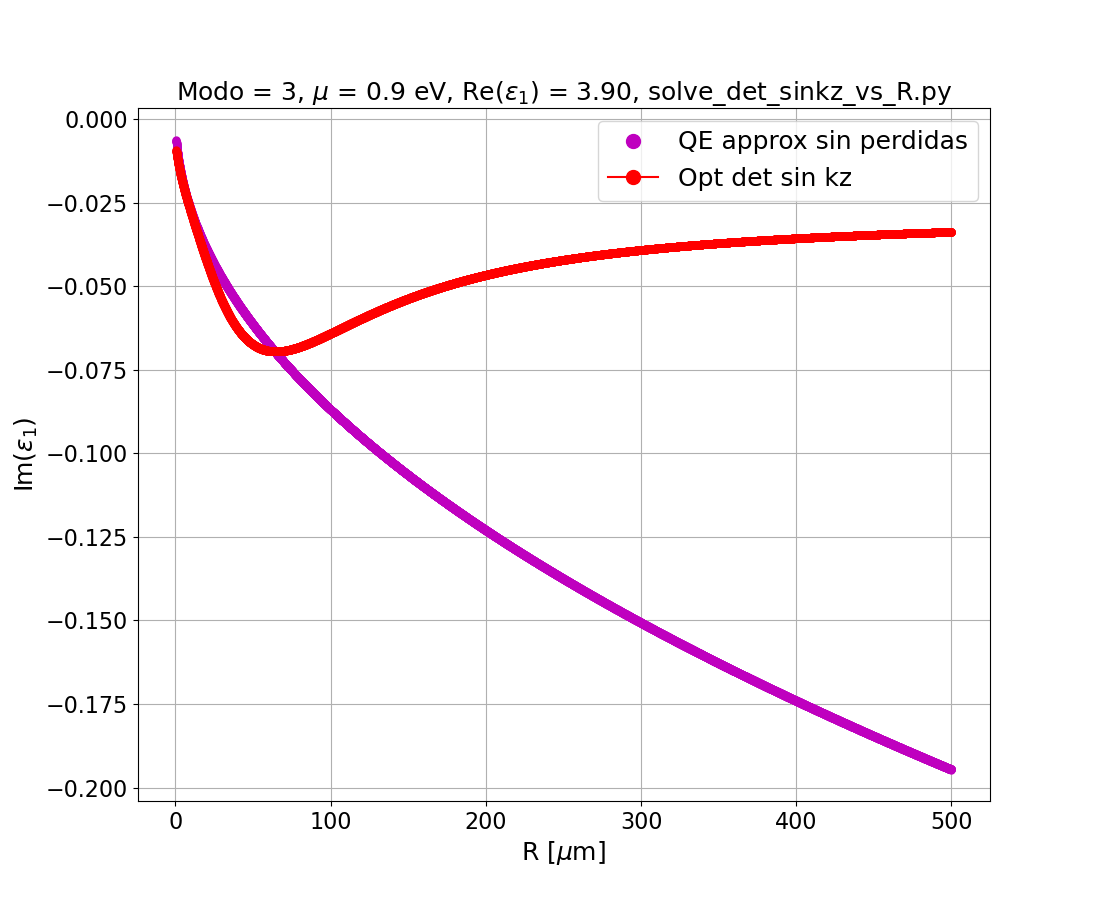 Modo = 3, μ = 0.9 eV, Re(ε₁) = 3.90, solve_det_sinkz_vs_R.py
QE approx sin perdidas
Opt det sin kz
Im(ε₁)
0.000
−0.025
−0.050
−0.075
−0.100
−0.125
−0.150
−0.175
−0.200
0 100 200 300 400 500
R [μm]